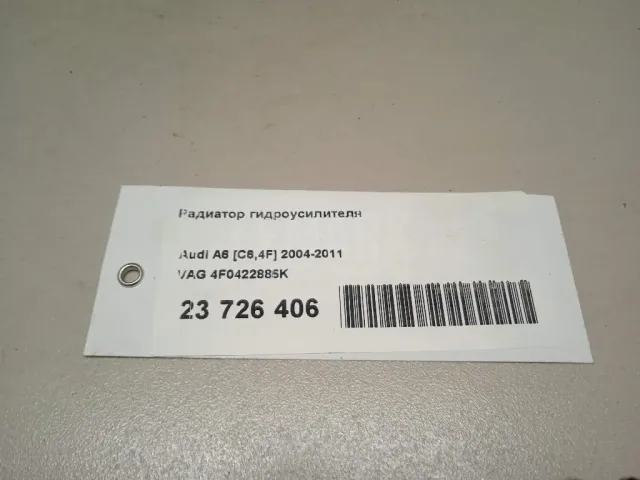 Радиатор гидроусилителя
Audi A6 [C6,4F] 2004-2011
VAG 4F0422885K
23 726 406